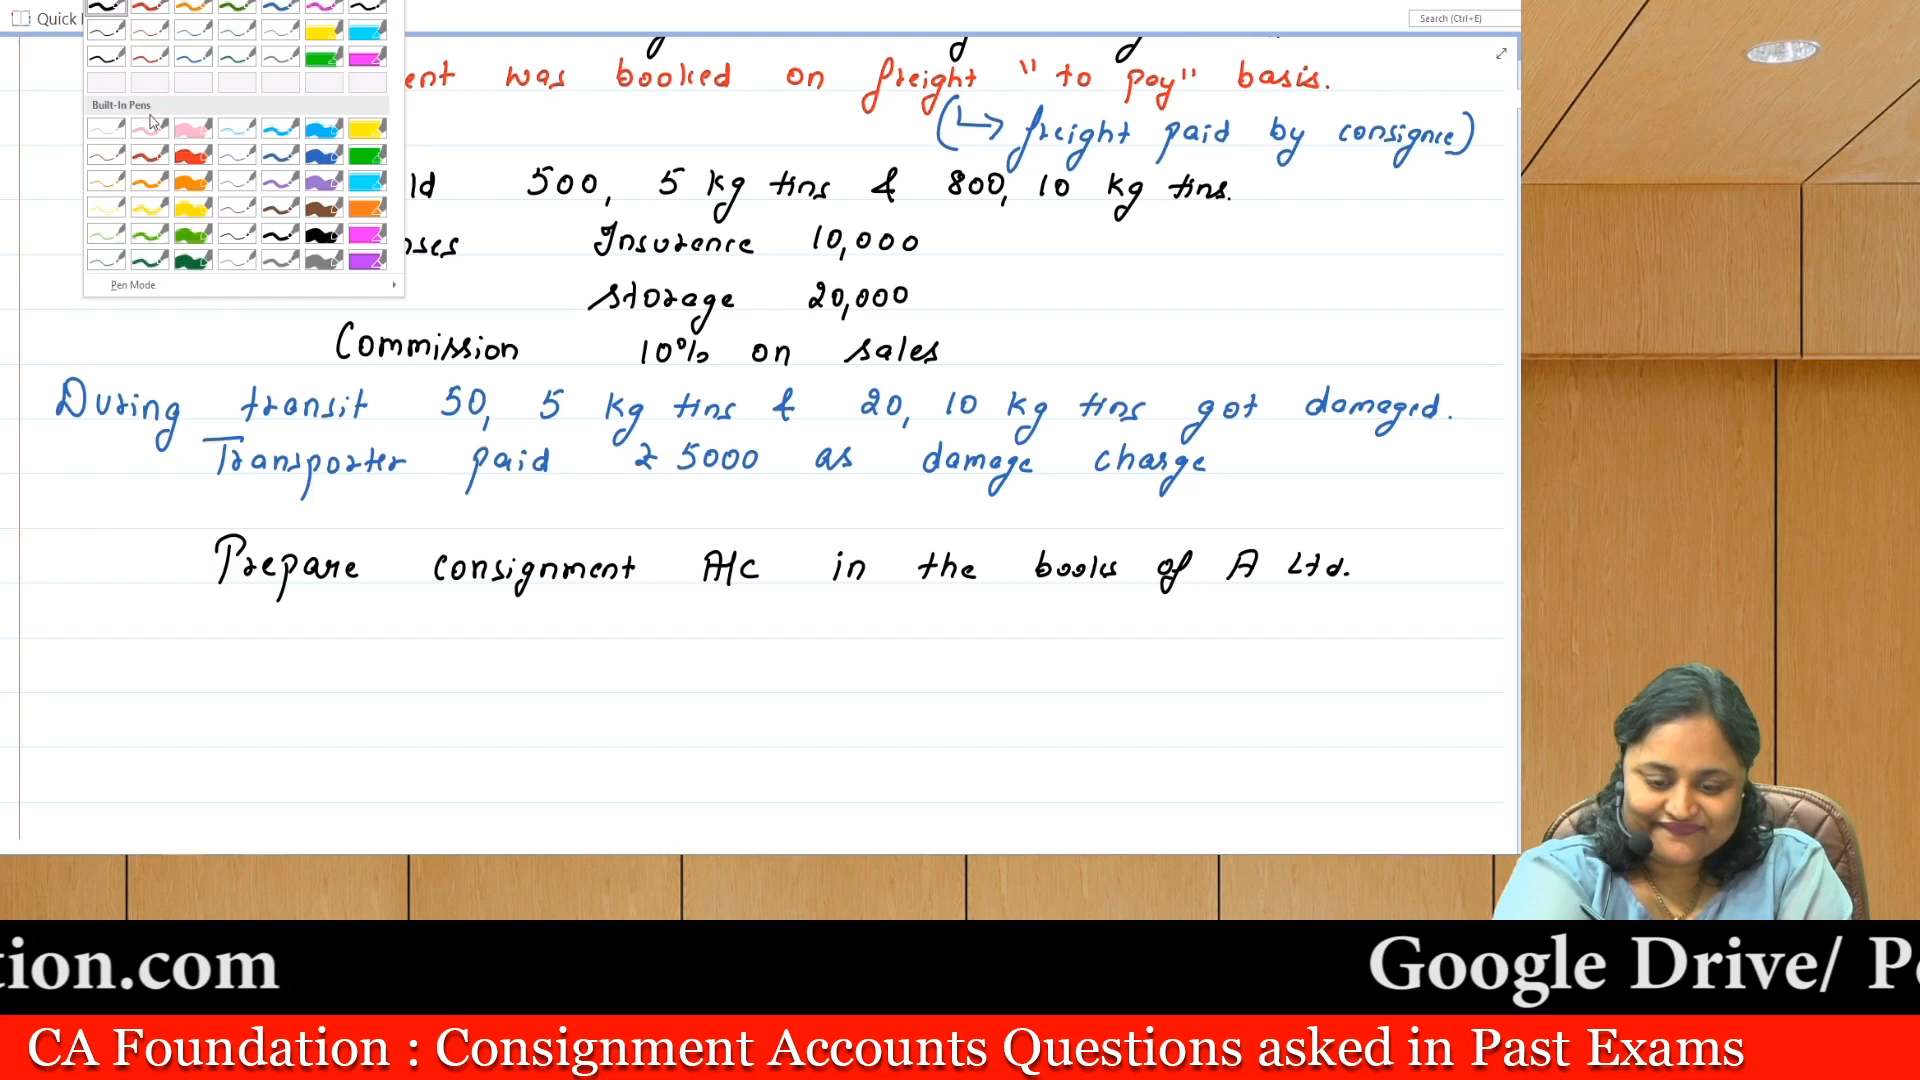 Quick
Search (Ctrl+E)
ent was booked on freight "to pay" basis.
Built-In Pens
(↳ freight paid by consignee)
ld 500, 5 kg tins & 800, 10 kg tins.
nses Insurance 10,000
Pen Mode
Storage 20,000
Commission 10% on sales
During transit 50, 5 kg tins & 20, 10 kg tins got damaged.
Transporter paid ₹ 5000 as damage charge
Prepare consignment A/c in the books of A Ltd.
tion.com Google Drive/ P
CA Foundation : Consignment Accounts Questions asked in Past Exams